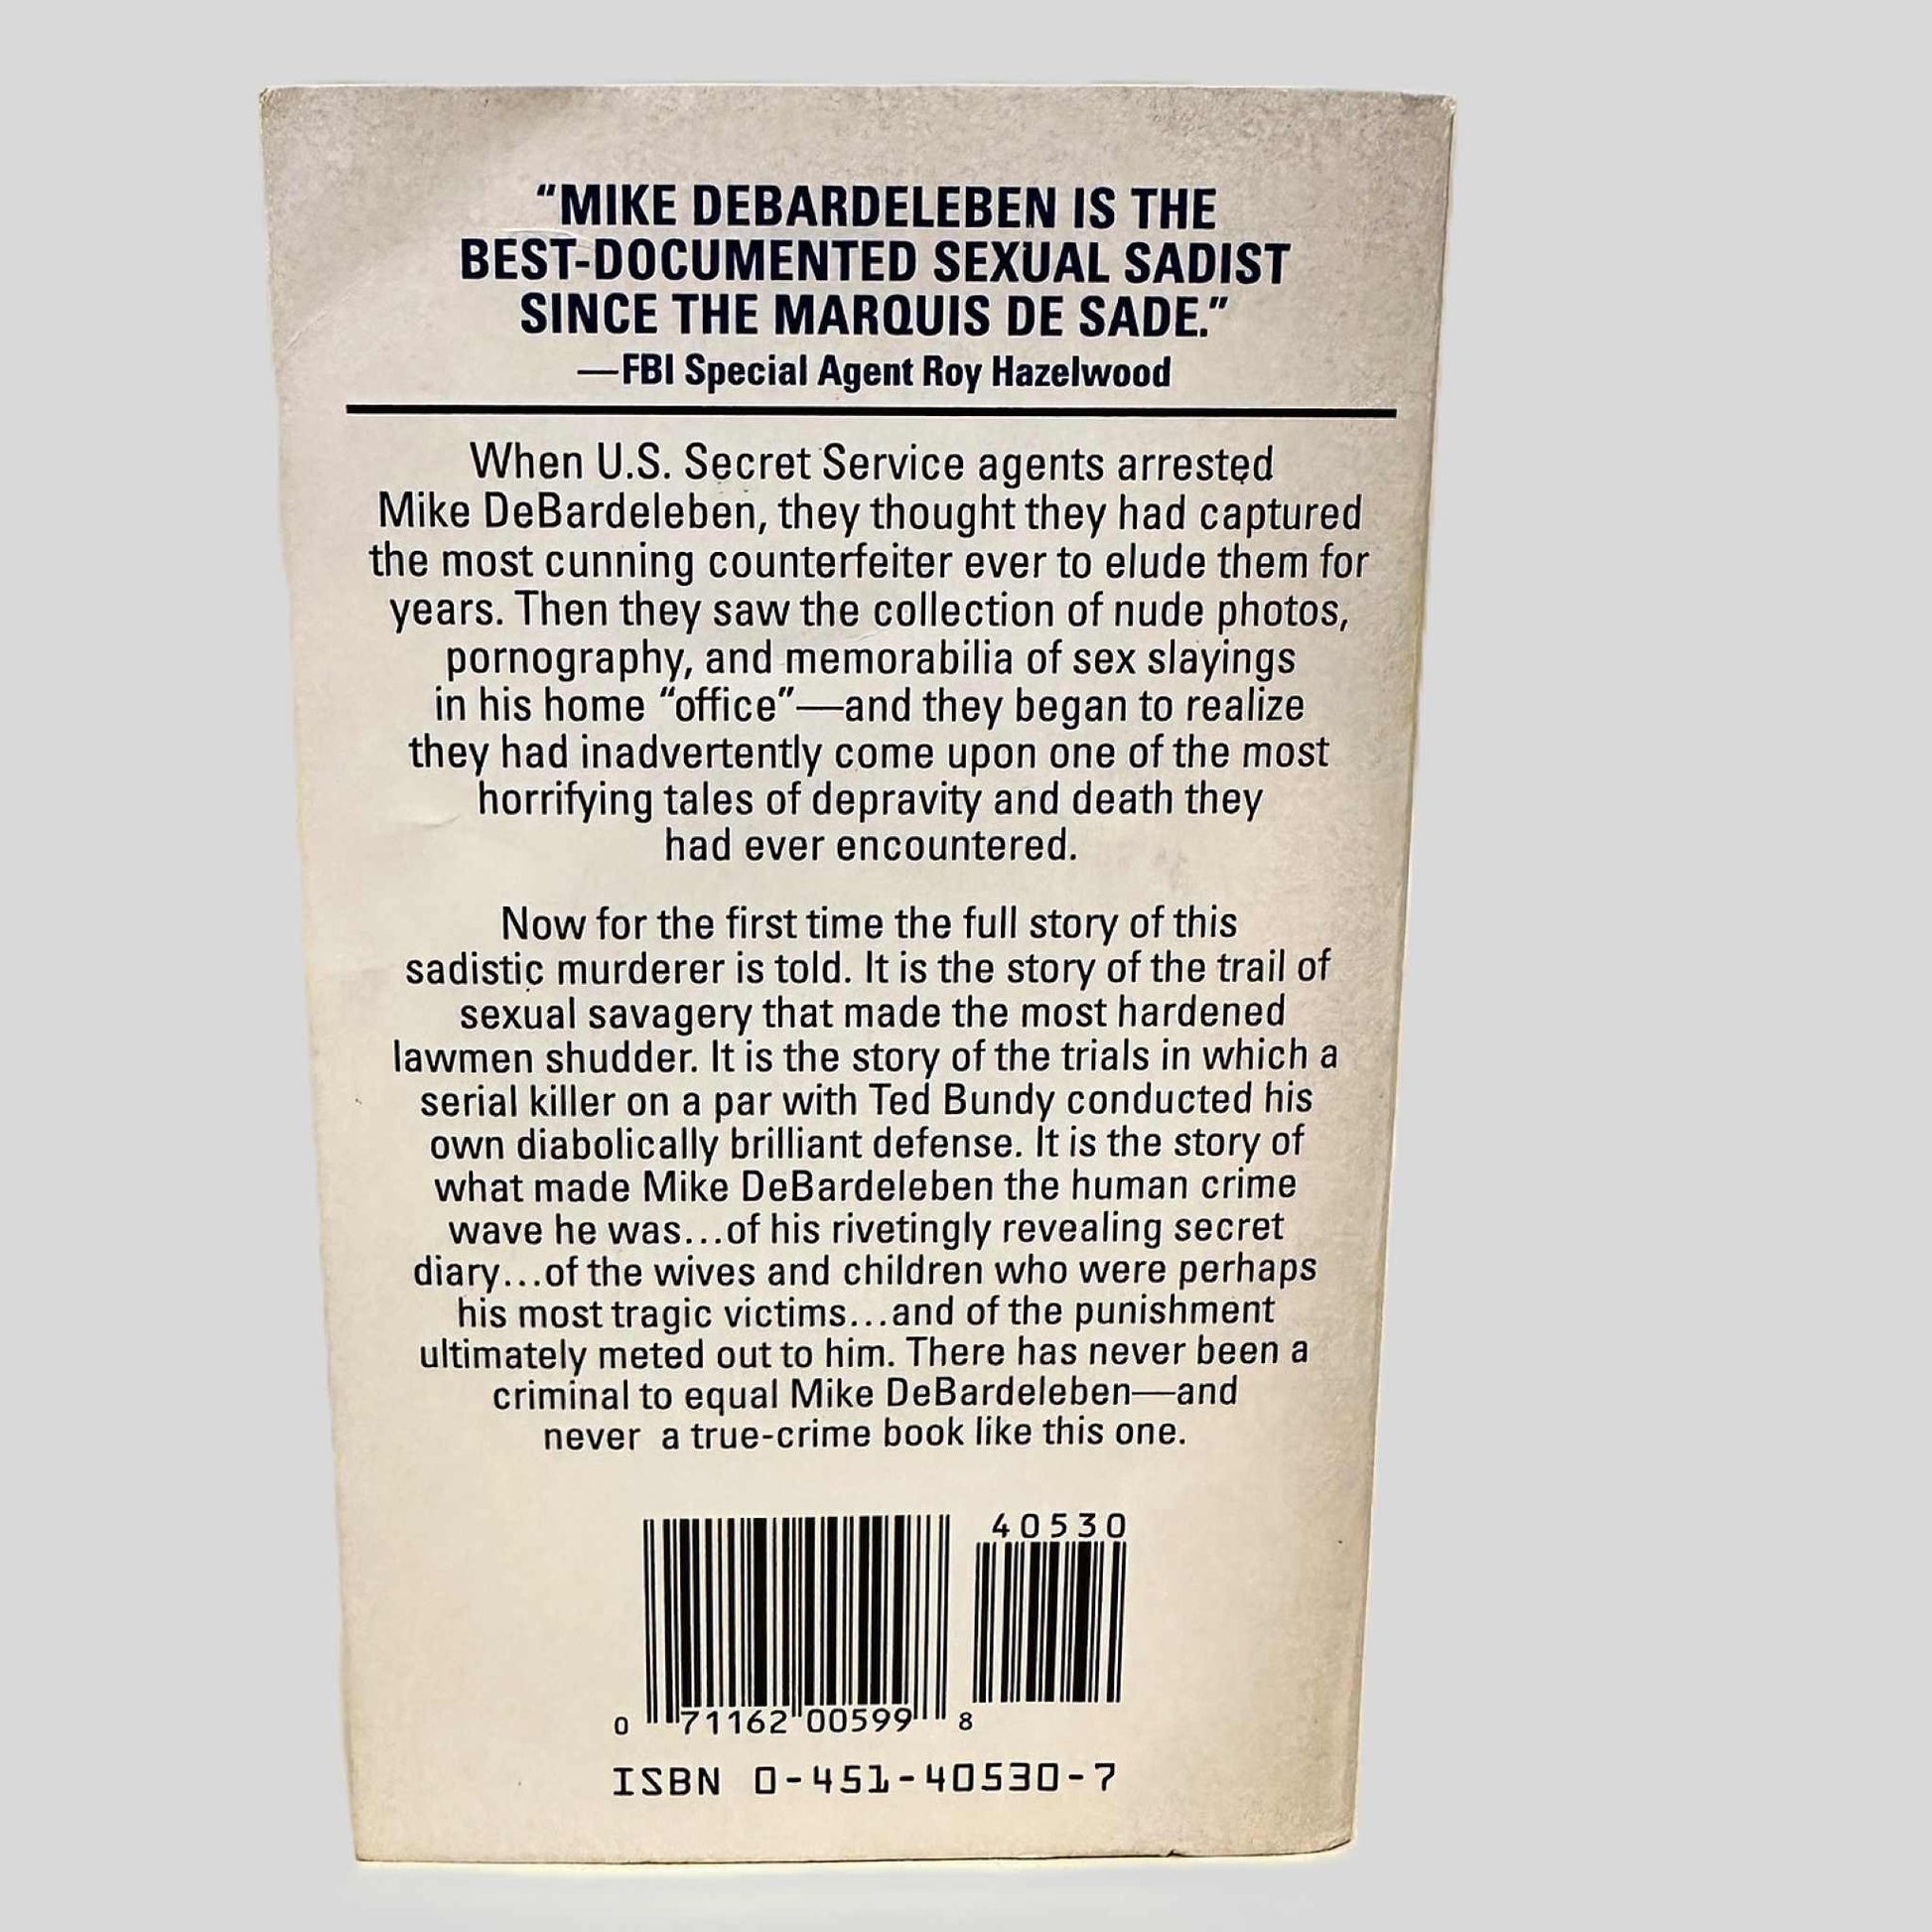 “MIKE DEBARDELEBEN IS THE
BEST-DOCUMENTED SEXUAL SADIST
SINCE THE MARQUIS DE SADE.”
—FBI Special Agent Roy Hazelwood
When U.S. Secret Service agents arrested
Mike DeBardeleben, they thought they had captured
the most cunning counterfeiter ever to elude them for
years. Then they saw the collection of nude photos,
pornography, and memorabilia of sex slayings
in his home “office”—and they began to realize
they had inadvertently come upon one of the most
horrifying tales of depravity and death they
had ever encountered.
Now for the first time the full story of this
sadistic murderer is told. It is the story of the trail of
sexual savagery that made the most hardened
lawmen shudder. It is the story of the trials in which a
serial killer on a par with Ted Bundy conducted his
own diabolically brilliant defense. It is the story of
what made Mike DeBardeleben the human crime
wave he was...of his rivetingly revealing secret
diary...of the wives and children who were perhaps
his most tragic victims...and of the punishment
ultimately meted out to him. There has never been a
criminal to equal Mike DeBardeleben—and
never a true-crime book like this one.
40530
0 71162 00599 8
ISBN 0-451-40530-7